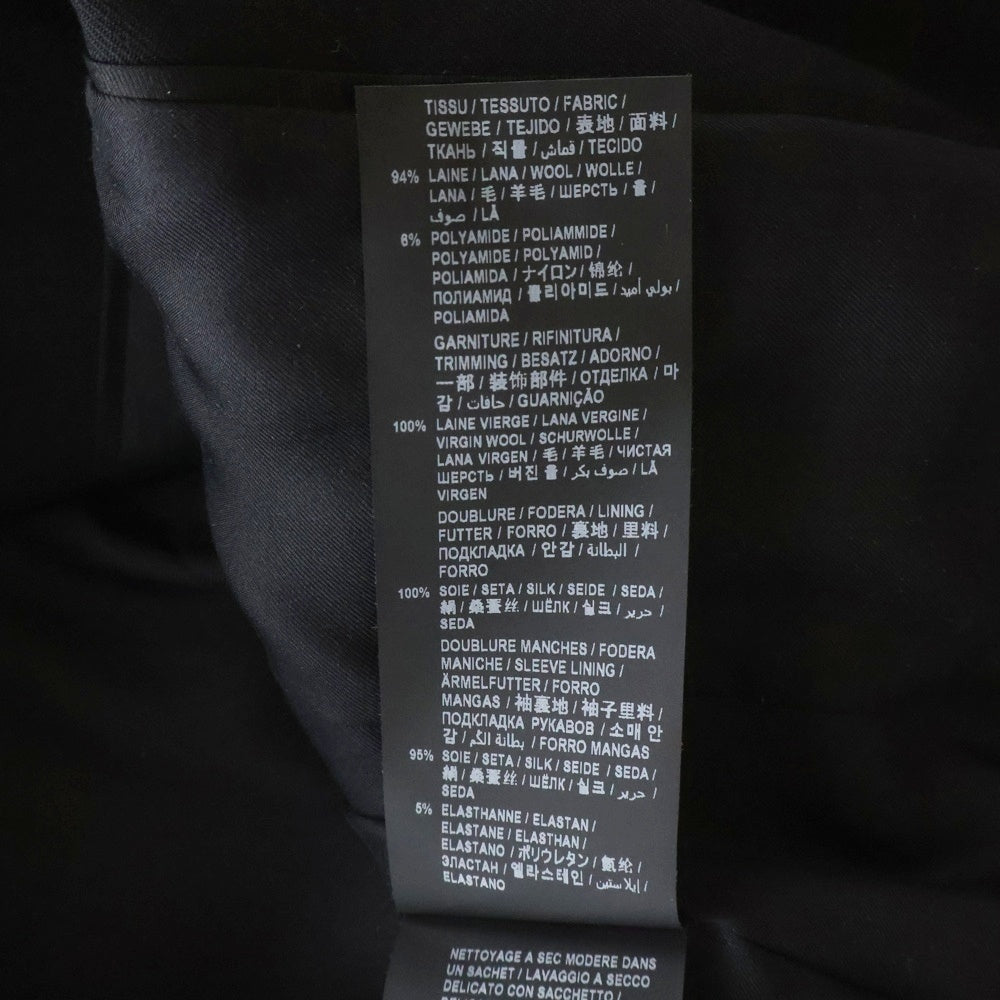 TISSU / TESSUTO / FABRIC /
GEWEBE / TEJIDO / 表地 / 面料 /
ТКАНЬ / 직물 / قماش / TECIDO
94% LAINE / LANA / WOOL / WOLLE /
LANA / 毛 / 羊毛 / ШЕРСТЬ / 울 /
صوف / LÃ
6% POLYAMIDE / POLIAMMIDE /
POLYAMIDE / POLYAMID /
POLIAMIDA / ナイロン / 锦纶 /
ПОЛИАМИД / 폴리아미드 / بولي أميد /
POLIAMIDA
GARNITURE / RIFINITURA /
TRIMMING / BESATZ / ADORNO /
一部 / 装饰部件 / ОТДЕЛКА / 마
감 / حافات / GUARNIÇÃO
100% LAINE VIERGE / LANA VERGINE /
VIRGIN WOOL / SCHURWOLLE /
LANA VIRGEN / 毛 / 羊毛 / ЧИСТАЯ
ШЕРСТЬ / 버진 울 / صوف بكر / LÃ
VIRGEN
DOUBLURE / FODERA / LINING /
FUTTER / FORRO / 裏地 / 里料 /
ПОДКЛАДКА / 안감 / البطانة /
FORRO
100% SOIE / SETA / SILK / SEIDE / SEDA /
絹 / 桑蚕丝 / ШЁЛК / 실크 / حرير /
SEDA
DOUBLURE MANCHES / FODERA
MANICHE / SLEEVE LINING /
ÄRMELFUTTER / FORRO
MANGAS / 袖裏地 / 袖子里料 /
ПОДКЛАДКА РУКАВОВ / 소매 안
감 / بطانة الكم / FORRO MANGAS
95% SOIE / SETA / SILK / SEIDE / SEDA /
絹 / 桑蚕丝 / ШЁЛК / 실크 / حرير /
SEDA
5% ELASTHANNE / ELASTAN /
ELASTANE / ELASTHAN /
ELASTANO / ポリウレタン / 氨纶 /
ЭЛАСТАН / 엘라스테인 / إيلاستين /
ELASTANO
NETTOYAGE A SEC MODERE DANS
UN SACHET / LAVAGGIO A SECCO
DELICATO CON SACCHETTO /